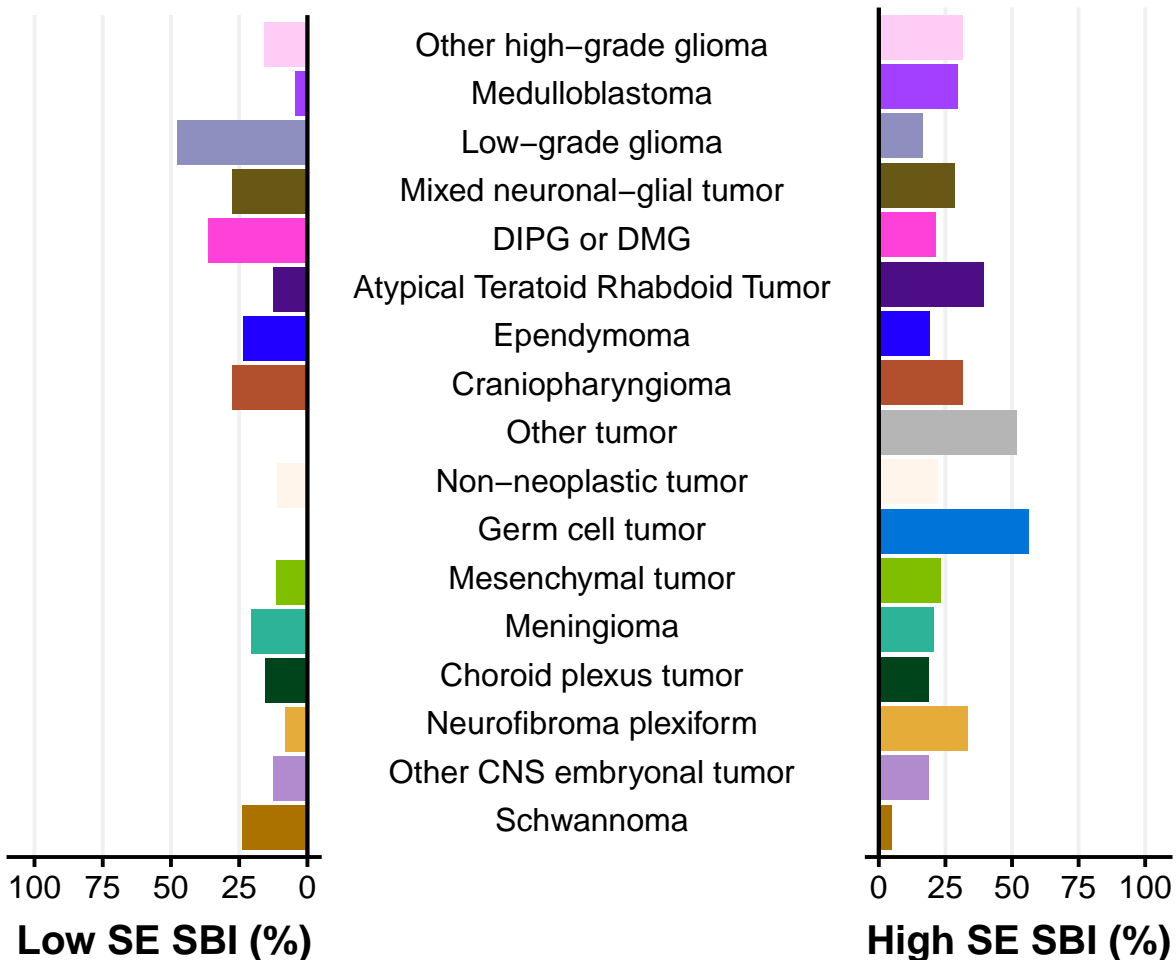 Other high−grade glioma
Medulloblastoma
Low−grade glioma
Mixed neuronal−glial tumor
DIPG or DMG
Atypical Teratoid Rhabdoid Tumor
Ependymoma
Craniopharyngioma
Other tumor
Non−neoplastic tumor
Germ cell tumor
Mesenchymal tumor
Meningioma
Choroid plexus tumor
Neurofibroma plexiform
Other CNS embryonal tumor
Schwannoma
100 75 50 25 0
0 25 50 75 100
Low SE SBI (%)
High SE SBI (%)